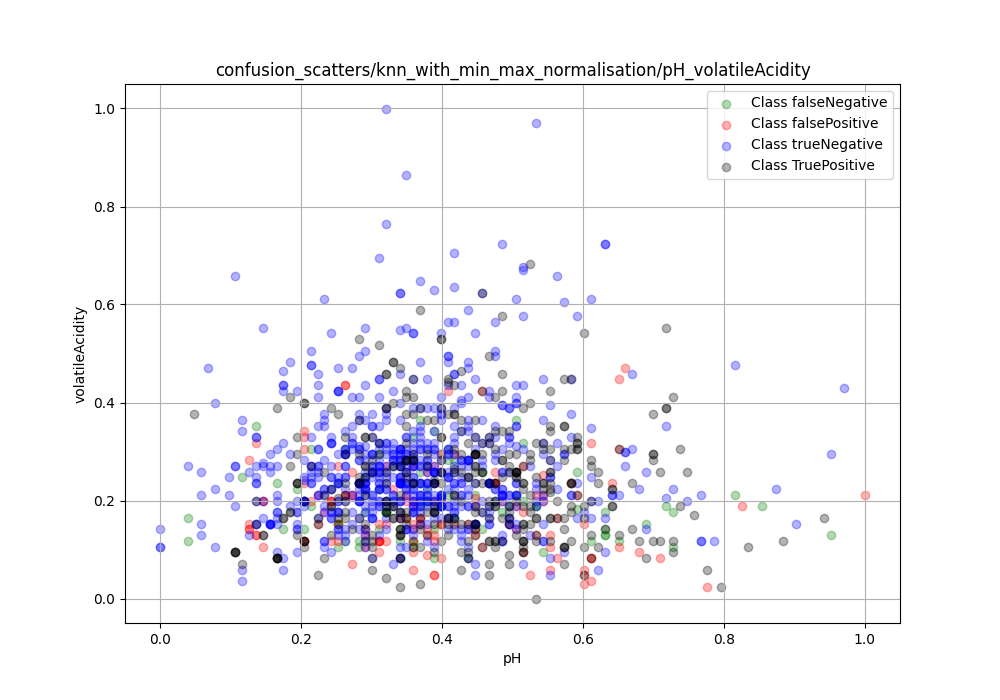 confusion_scatters/knn_with_min_max_normalisation/pH_volatileAcidity
Class falseNegative
Class falsePositive
Class trueNegative
Class TruePositive
1.0
0.8
0.6
0.4
0.2
0.0
volatileAcidity
0.0 0.2 0.4 0.6 0.8 1.0
pH